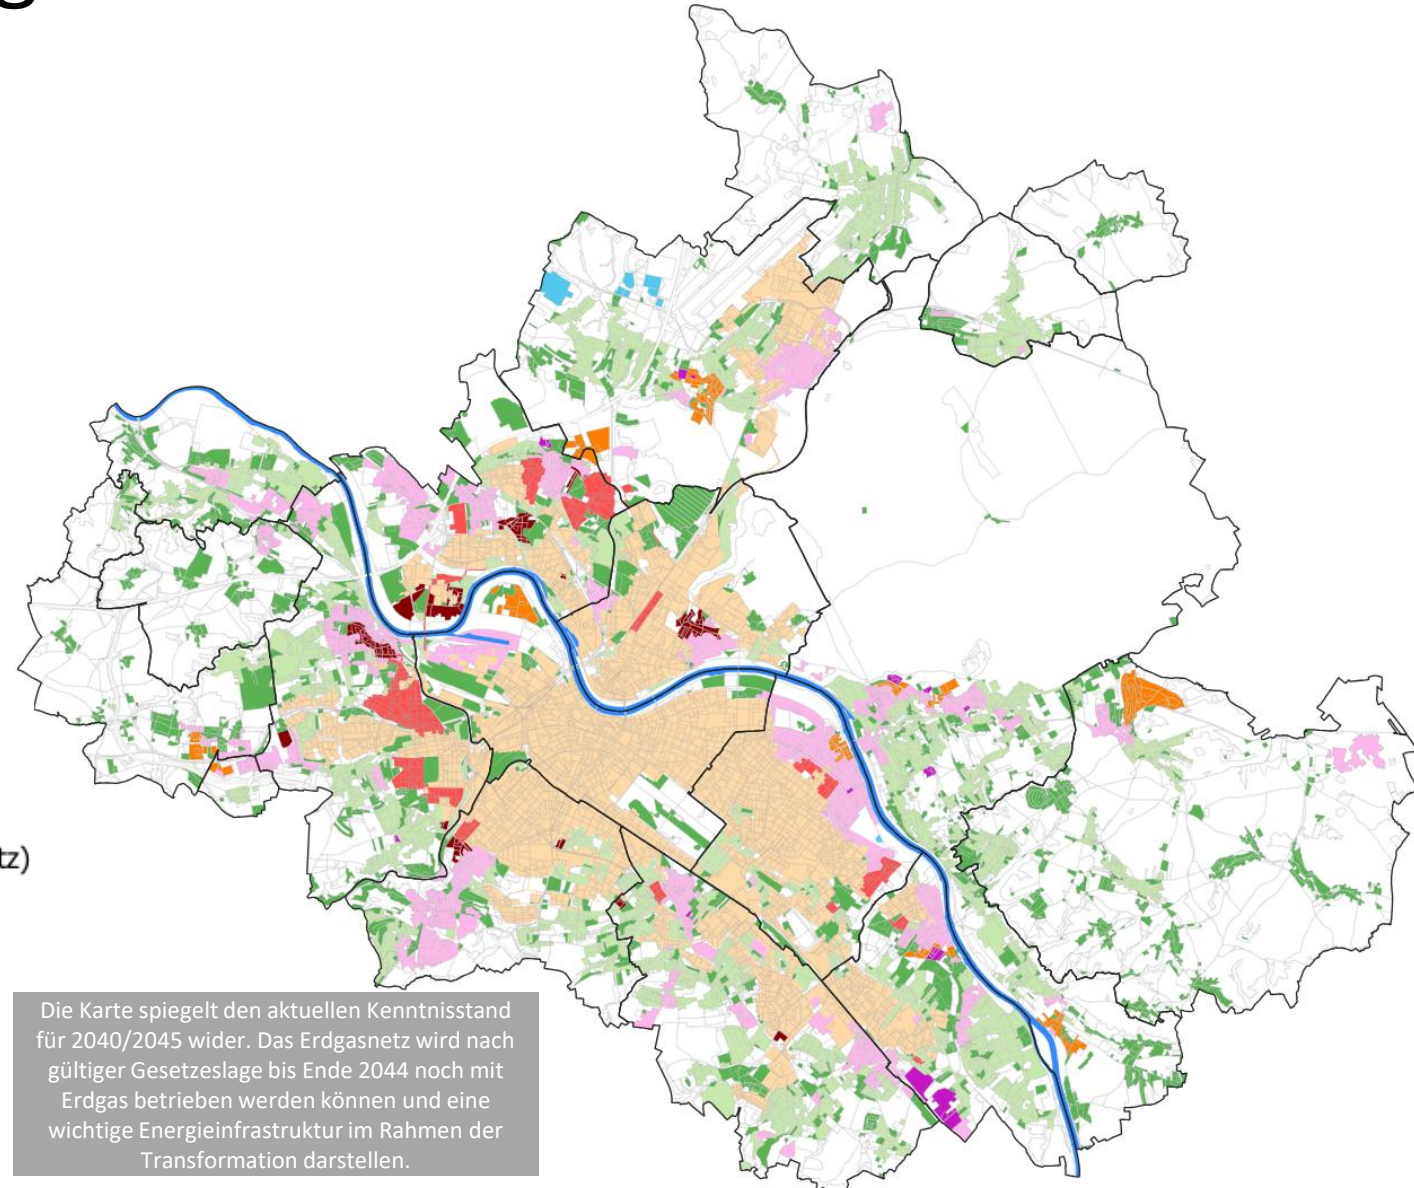 tz)
Die Karte spiegelt den aktuellen Kenntnisstand
für 2040/2045 wider. Das Erdgasnetz wird nach
gültiger Gesetzeslage bis Ende 2044 noch mit
Erdgas betrieben werden können und eine
wichtige Energieinfrastruktur im Rahmen der
Transformation darstellen.